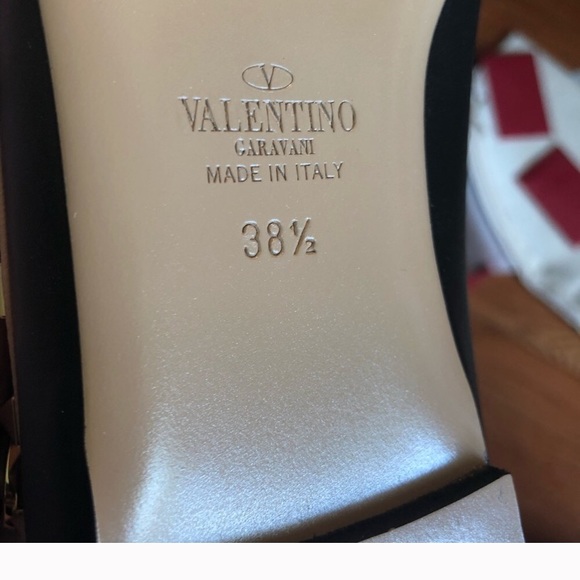 V
VALENTINO
GARAVANI
MADE IN ITALY
38½